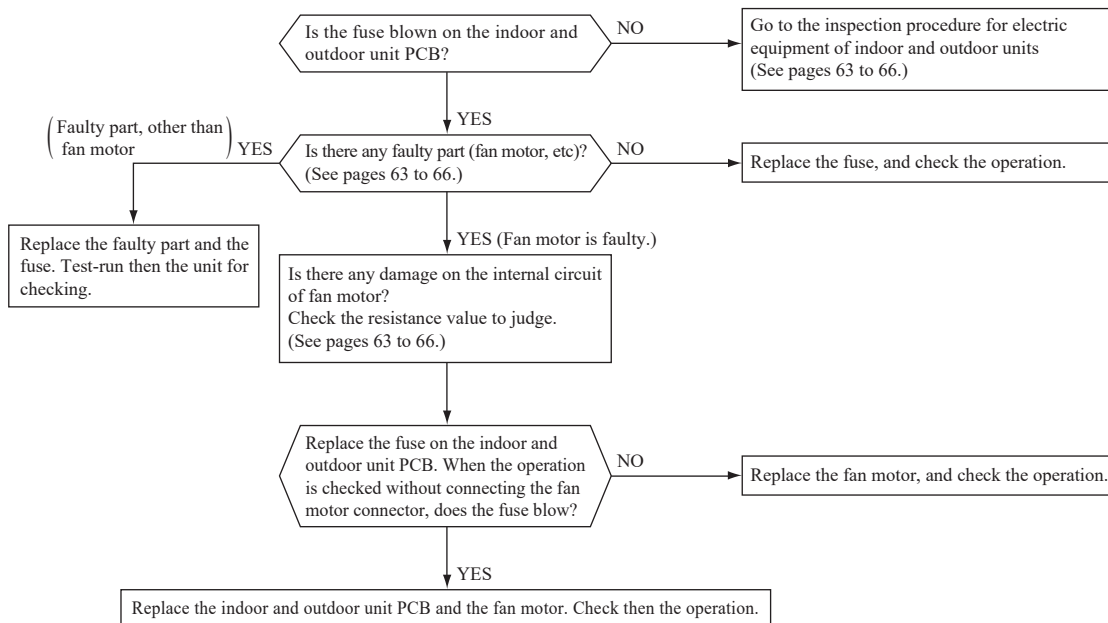 Is the fuse blown on the indoor and
outdoor unit PCB?
NO
Go to the inspection procedure for electric
equipment of indoor and outdoor units
(See pages 63 to 66.)
YES
(Faulty part, other than
fan motor)
YES
Is there any faulty part (fan motor, etc)?
(See pages 63 to 66.)
NO
Replace the fuse, and check the operation.
Replace the faulty part and the
fuse. Test-run then the unit for
checking.
YES (Fan motor is faulty.)
Is there any damage on the internal circuit
of fan motor?
Check the resistance value to judge.
(See pages 63 to 66.)
Replace the fuse on the indoor and
outdoor unit PCB. When the operation
is checked without connecting the fan
motor connector, does the fuse blow?
NO
Replace the fan motor, and check the operation.
YES
Replace the indoor and outdoor unit PCB and the fan motor. Check then the operation.